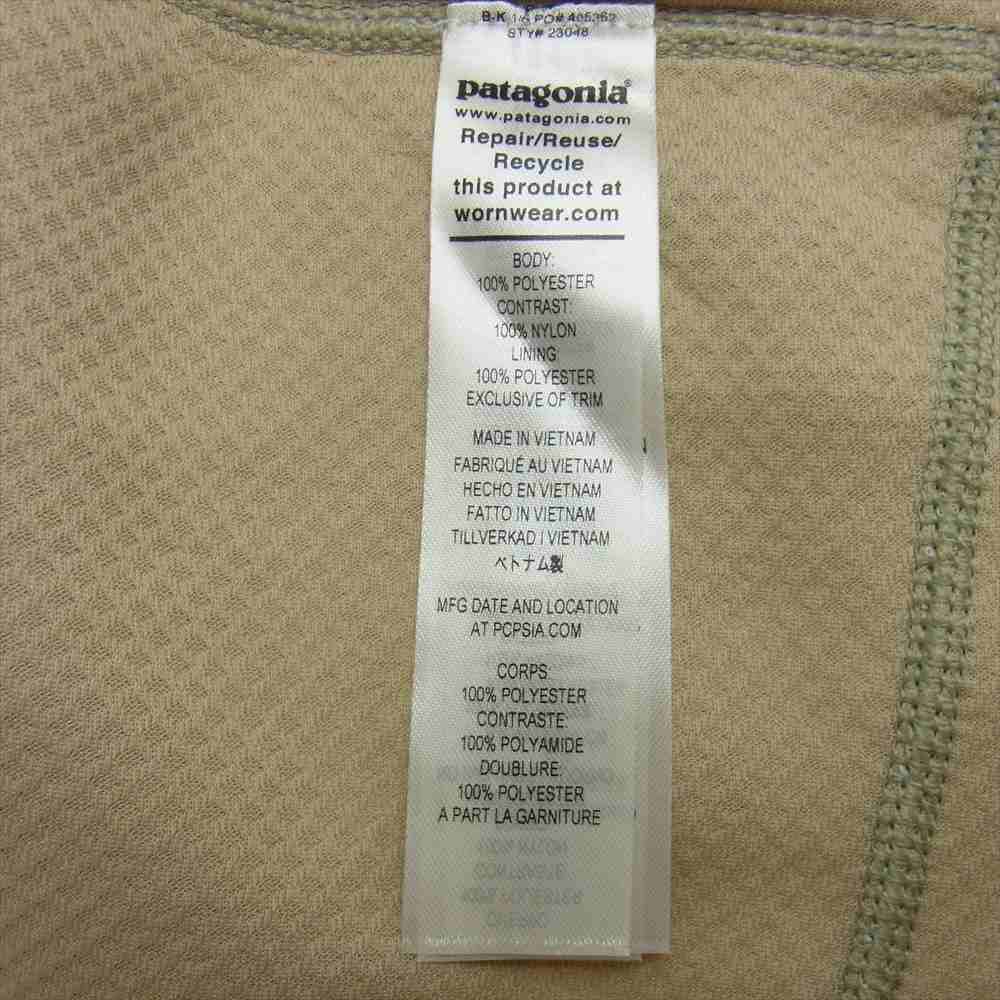 B-K 1/6 PO# 465362
STY# 23048
patagonia®
www.patagonia.com
Repair/Reuse/
Recycle
this product at
wornwear.com
BODY:
100% POLYESTER
CONTRAST:
100% NYLON
LINING:
100% POLYESTER
EXCLUSIVE OF TRIM
MADE IN VIETNAM
FABRIQUÉ AU VIETNAM
HECHO EN VIETNAM
FATTO IN VIETNAM
TILLVERKAD I VIETNAM
ベトナム製
MFG DATE AND LOCATION
AT PCPSIA.COM
CORPS:
100% POLYESTER
CONTRASTE:
100% POLYAMIDE
DOUBLURE:
100% POLYESTER
A PART LA GARNITURE